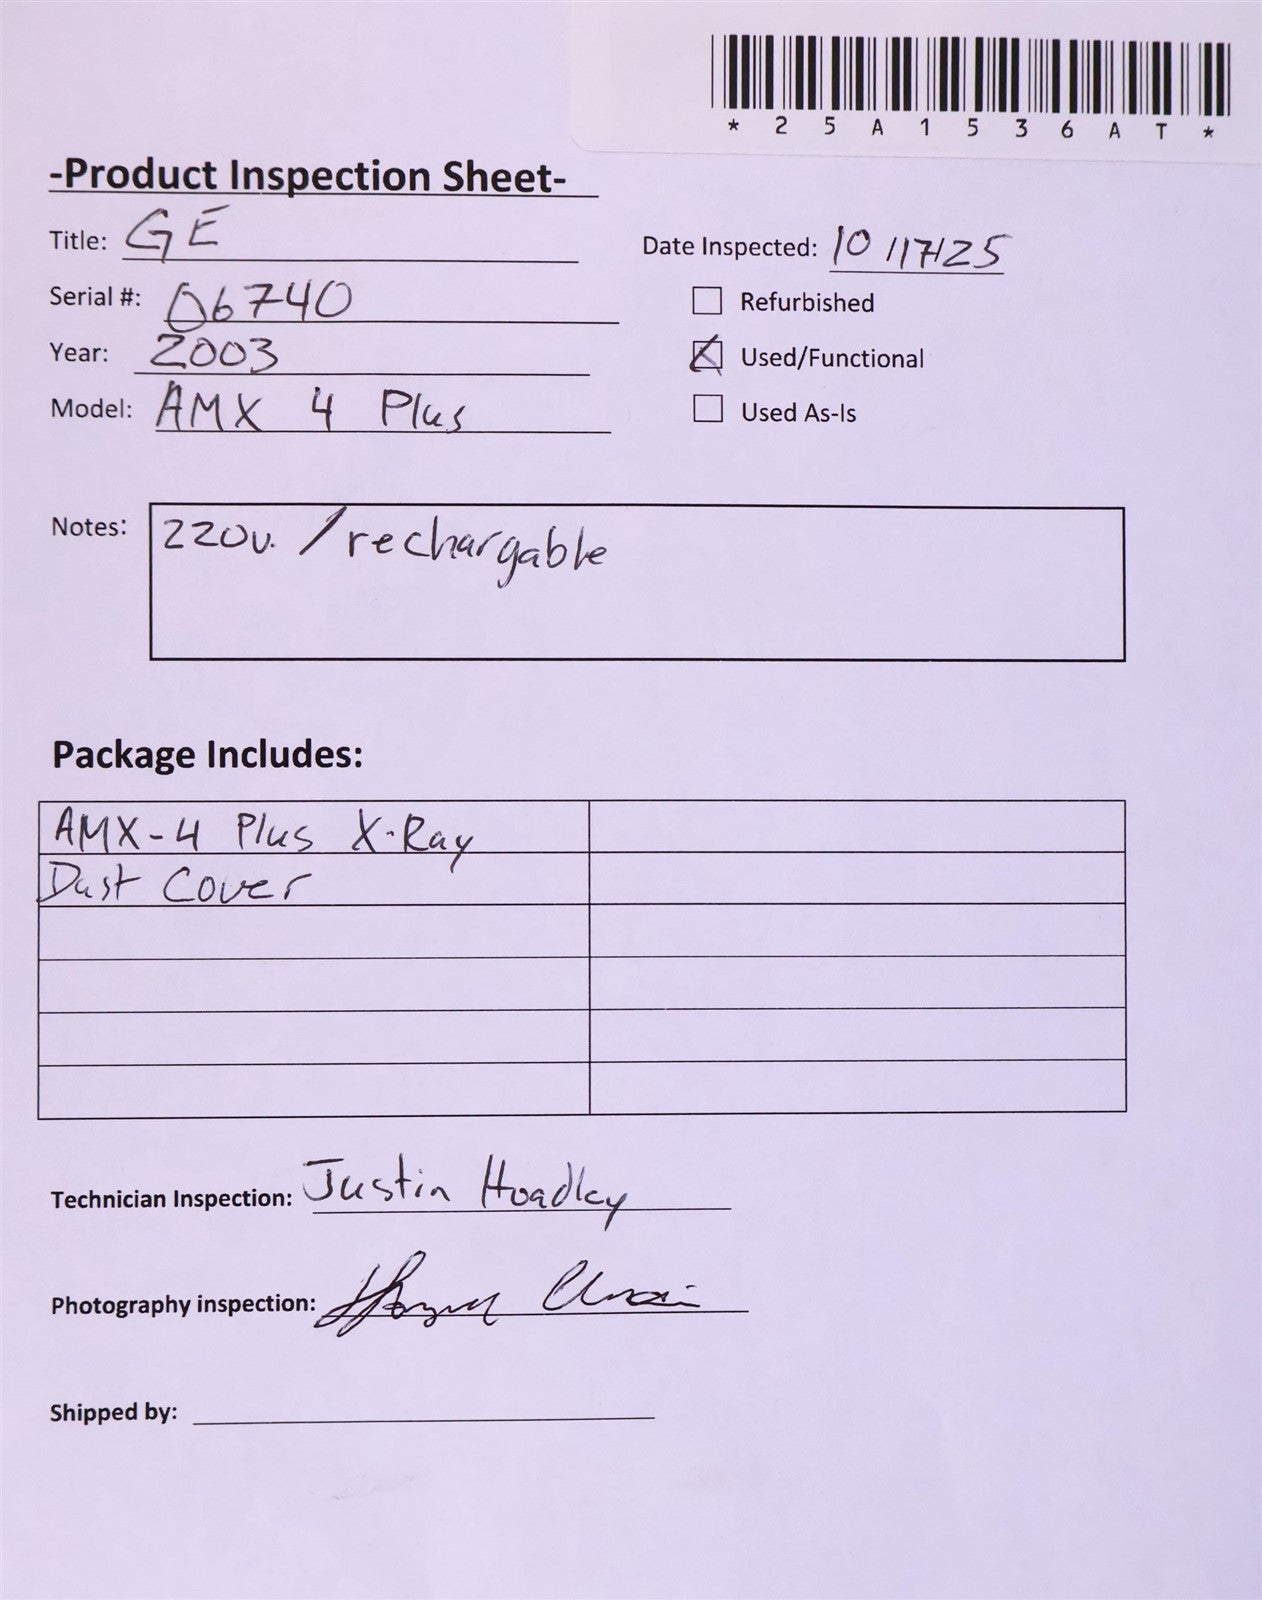 *25A1536AT*
-Product Inspection Sheet-
Title: GE
Date Inspected: 10/17/25
Serial #: 06740
Refurbished
Year: 2003
Used/Functional
Model: AMX 4 Plus
Used As-Is
Notes: 220v. / rechargable
Package Includes:
AMX-4 Plus X-Ray
Dust Cover
Technician Inspection: Justin Hoadley
Photography inspection:
Shipped by: